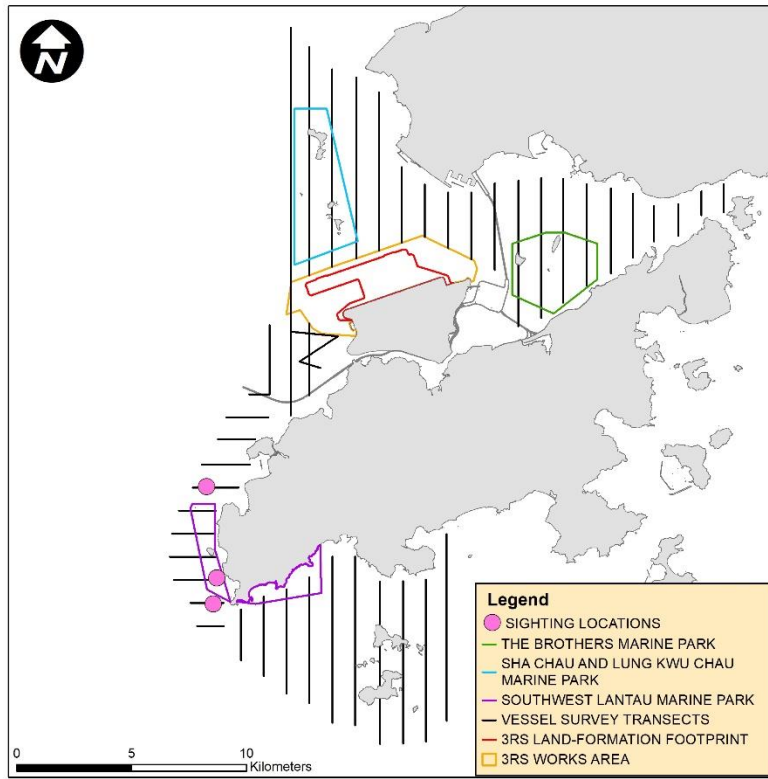 N
Legend
SIGHTING LOCATIONS
THE BROTHERS MARINE PARK
SHA CHAU AND LUNG KWU CHAU
MARINE PARK
SOUTHWEST LANTAU MARINE PARK
VESSEL SURVEY TRANSECTS
3RS LAND-FORMATION FOOTPRINT
3RS WORKS AREA
0 5 10
Kilometers